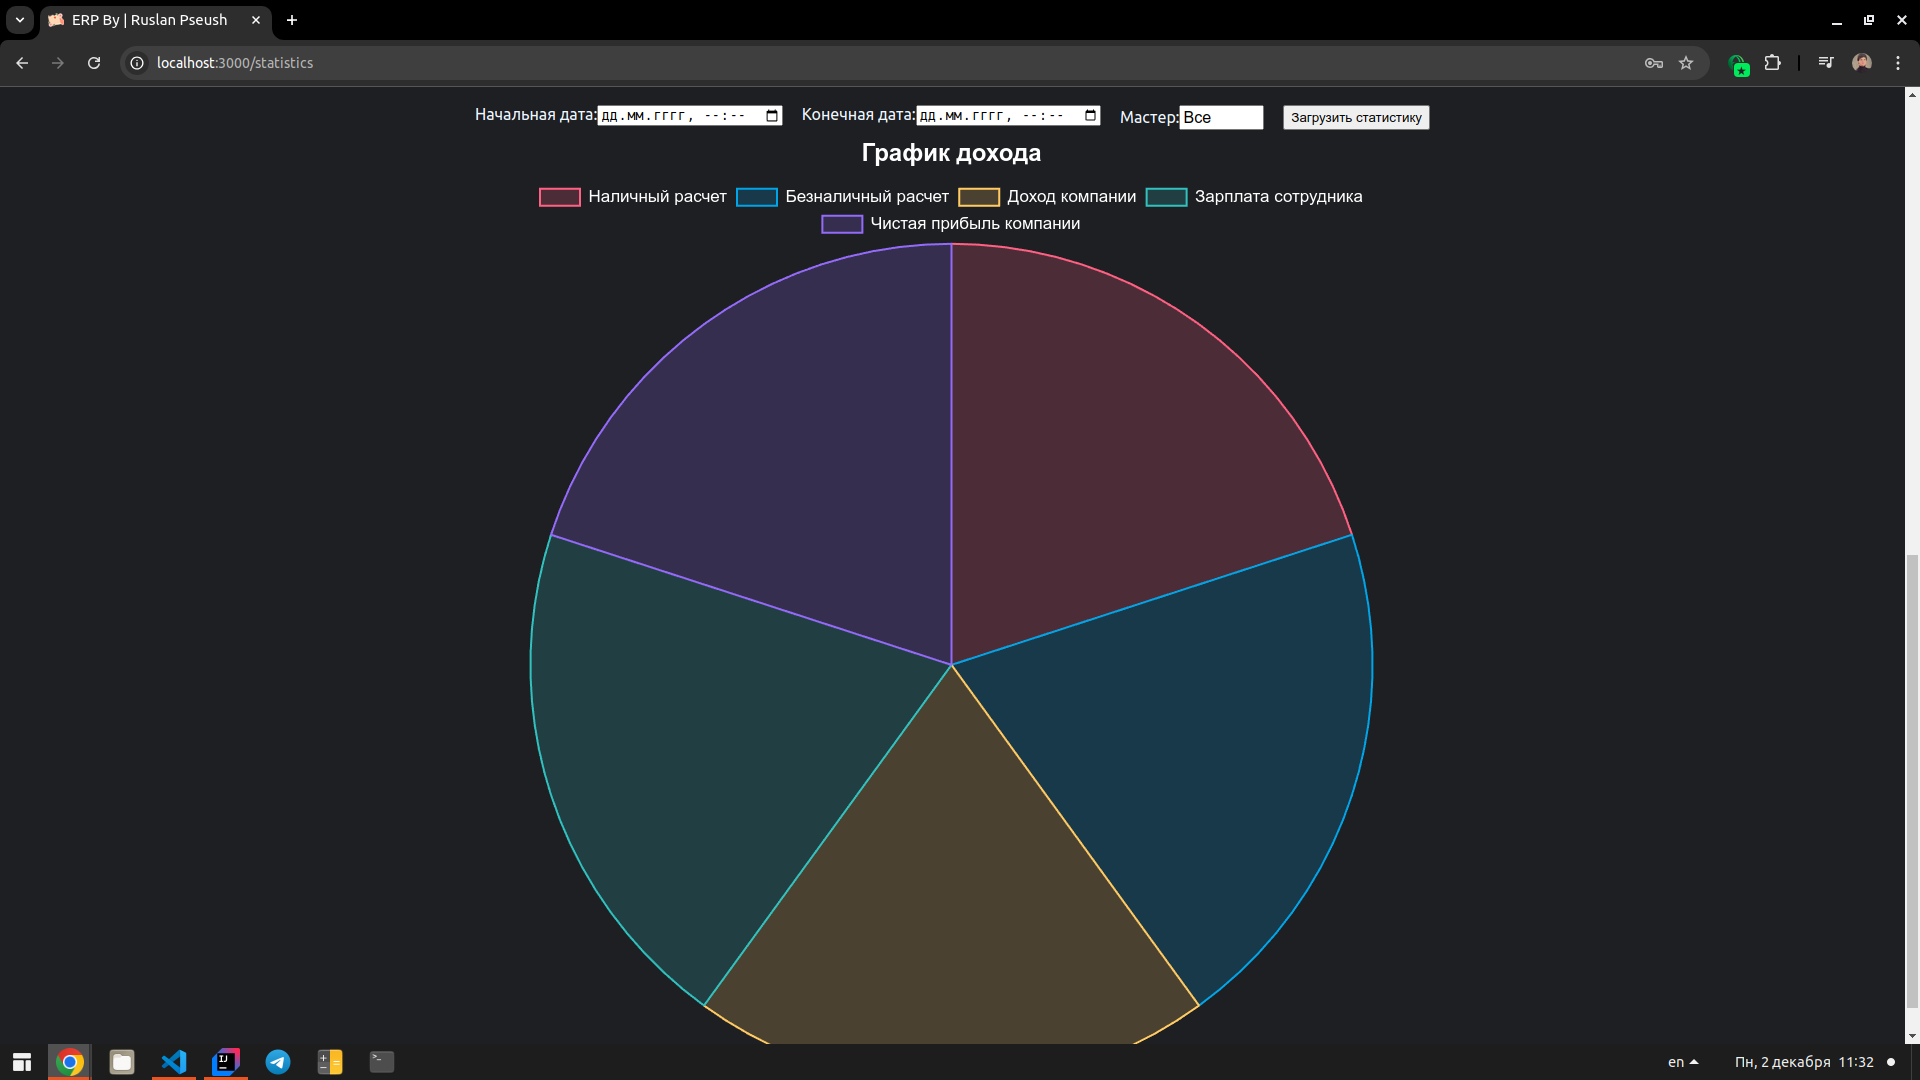 ERP By | Ruslan Pseush
localhost:3000/statistics
Начальная дата: дд.мм.гггг, --:-- Конечная дата: дд.мм.гггг, --:-- Мастер: Все Загрузить статистику
График дохода
Наличный расчет Безналичный расчет Доход компании Зарплата сотрудника
Чистая прибыль компании
en Пн, 2 декабря 11:32